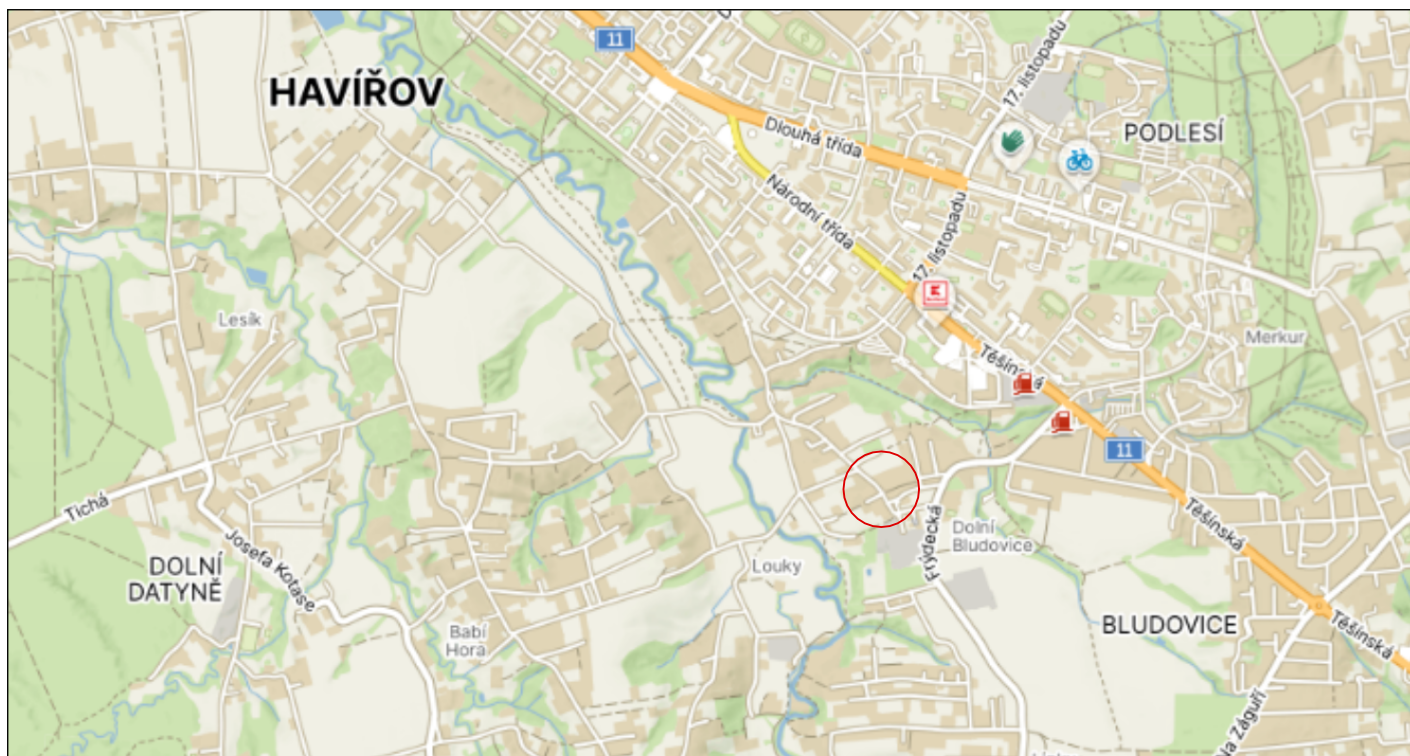 11
17. listopadu
HAVÍŘOV
Dlouhá třída
PODLESÍ
Národní třída
17. listopadu
Lesík
Merkur
Těšínská
11
Tichá
Těšínská
Josefa Kotase
Frýdecká
Dolní
Bludovice
DOLNÍ
DATYNĚ
Louky
Babí
Hora
BLUDOVICE
Těšínská
Na Záguří